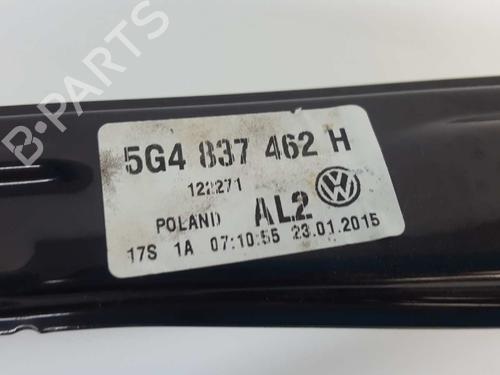 B-PARTS
5G4 837 462 H
122271
POLAND AL2
17S 1A 07:10:55 23.01.2015